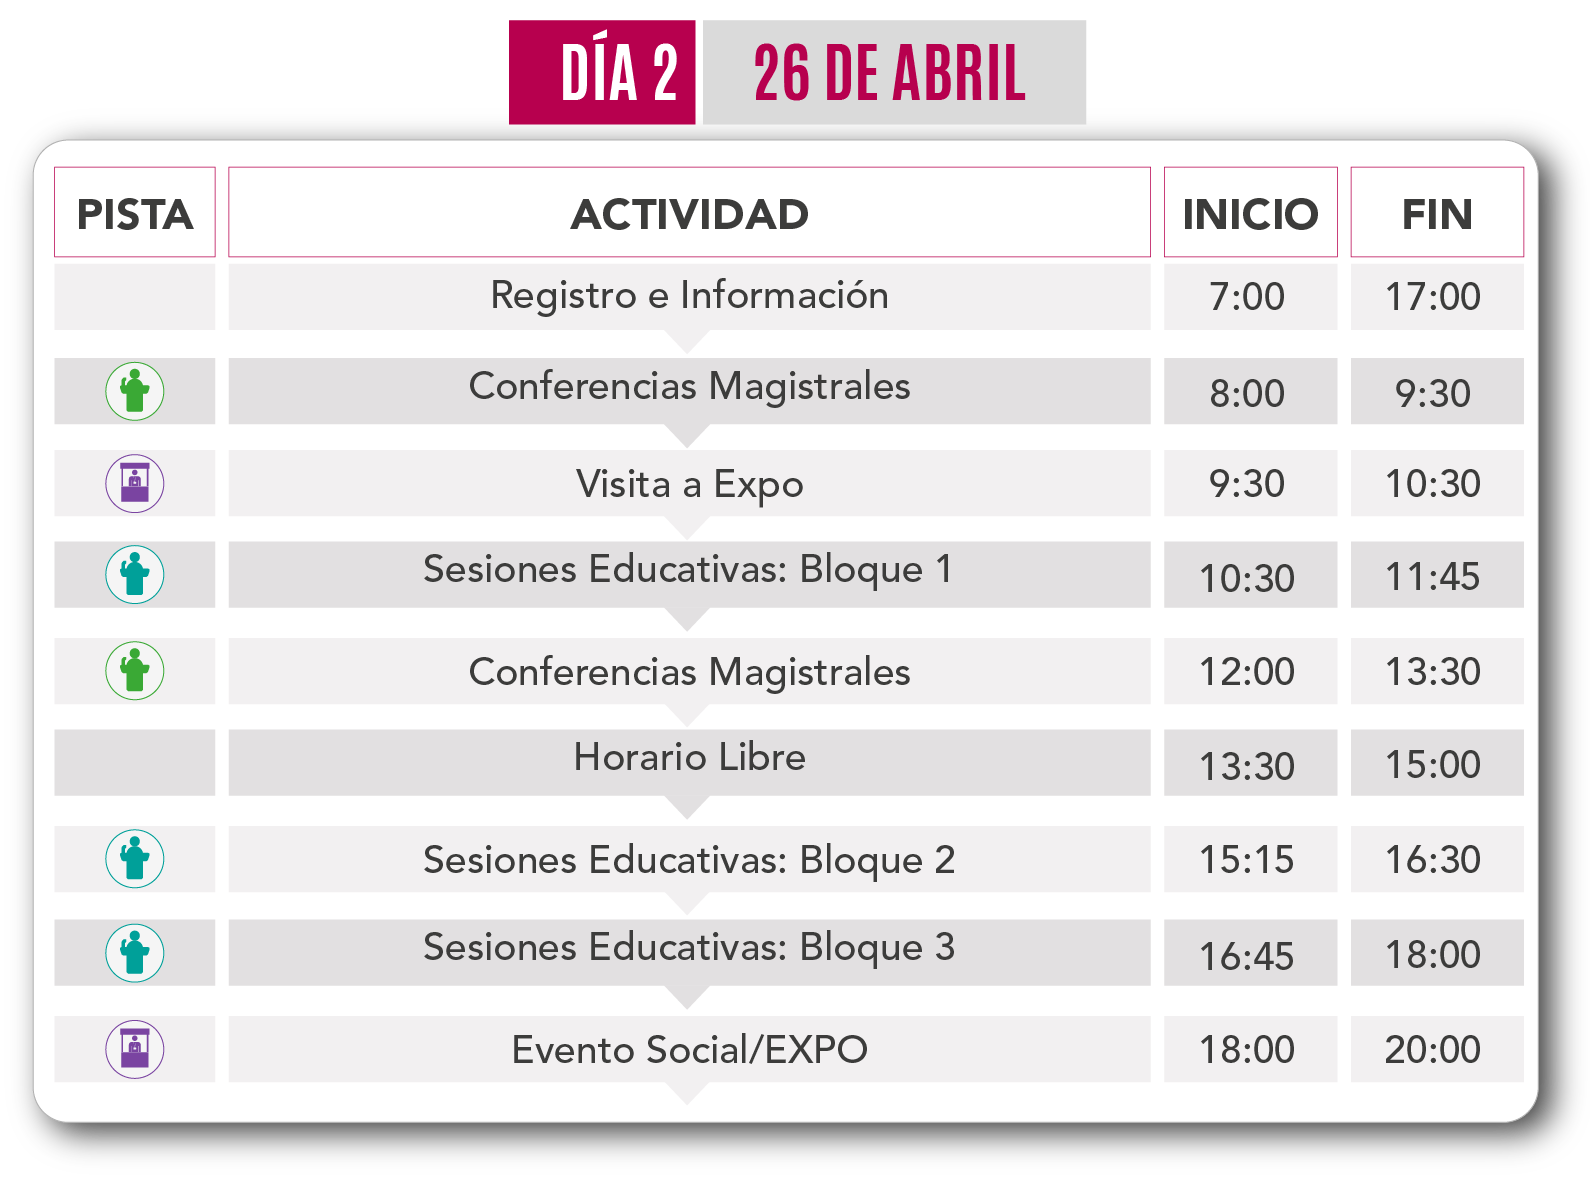 DÍA 2 26 DE ABRIL
PISTA ACTIVIDAD INICIO FIN
Registro e Información 7:00 17:00
Conferencias Magistrales 8:00 9:30
Visita a Expo 9:30 10:30
Sesiones Educativas: Bloque 1 10:30 11:45
Conferencias Magistrales 12:00 13:30
Horario Libre 13:30 15:00
Sesiones Educativas: Bloque 2 15:15 16:30
Sesiones Educativas: Bloque 3 16:45 18:00
Evento Social/EXPO 18:00 20:00